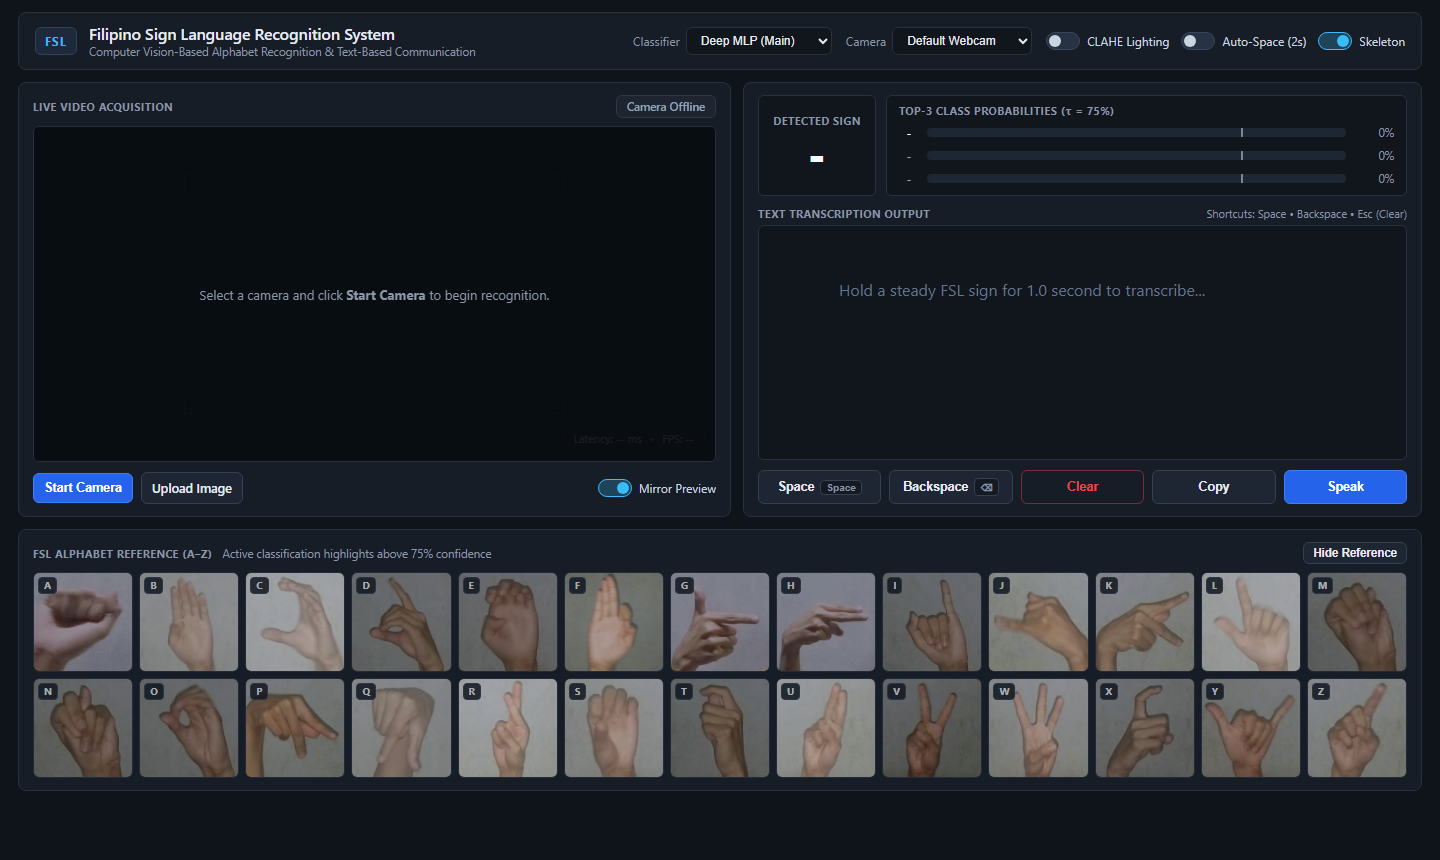 FSL
Filipino Sign Language Recognition System
Computer Vision-Based Alphabet Recognition & Text-Based Communication
Classifier Deep MLP (Main) Camera Default Webcam CLAHE Lighting Auto-Space (2s) Skeleton
LIVE VIDEO ACQUISITION
Camera Offline
Select a camera and click Start Camera to begin recognition.
Latency: -- ms • FPS: --
Start Camera
Upload Image
Mirror Preview
DETECTED SIGN
-
TOP-3 CLASS PROBABILITIES (τ = 75%)
- 0%
- 0%
- 0%
TEXT TRANSCRIPTION OUTPUT
Shortcuts: Space • Backspace • Esc (Clear)
Hold a steady FSL sign for 1.0 second to transcribe...
Space Space
Backspace ⌫
Clear
Copy
Speak
FSL ALPHABET REFERENCE (A–Z) Active classification highlights above 75% confidence
Hide Reference
A B C D E F G H I J K L M
N O P Q R S T U V W X Y Z